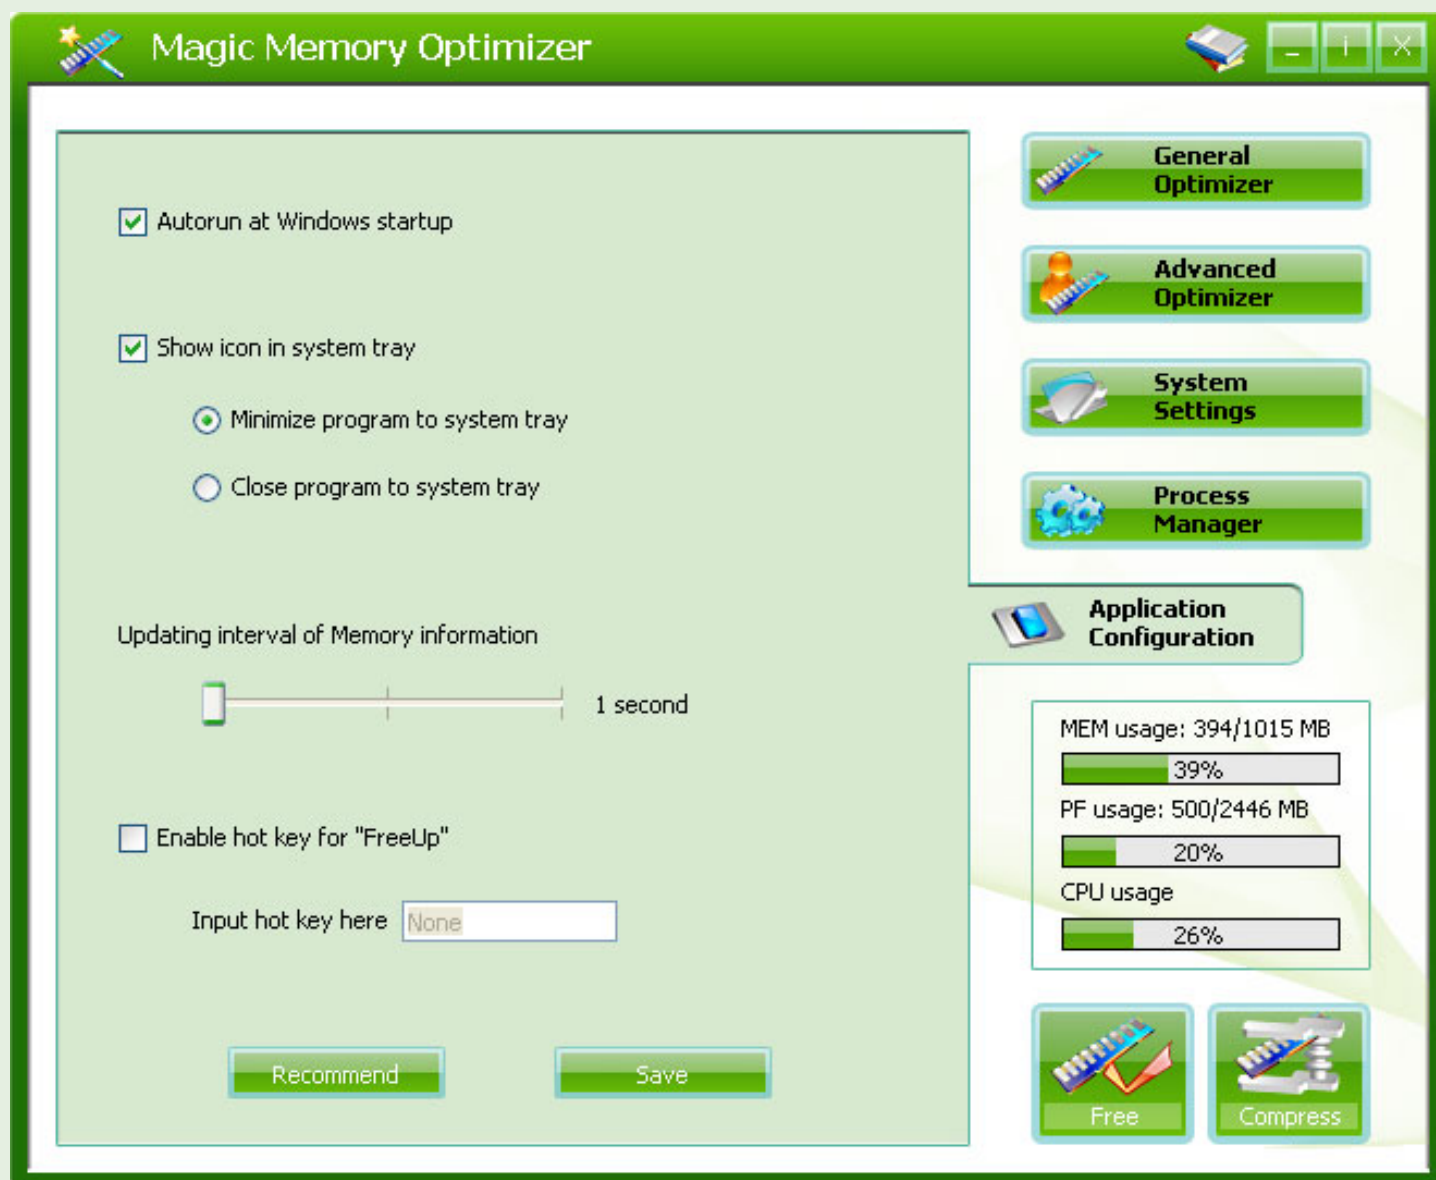 Magic Memory Optimizer
_ i X
Autorun at Windows startup
Show icon in system tray
Minimize program to system tray
Close program to system tray
Updating interval of Memory information
1 second
Enable hot key for "FreeUp"
Input hot key here None
Recommend Save
General
Optimizer
Advanced
Optimizer
System
Settings
Process
Manager
Application
Configuration
MEM usage: 394/1015 MB
39%
PF usage: 500/2446 MB
20%
CPU usage
26%
Free Compress